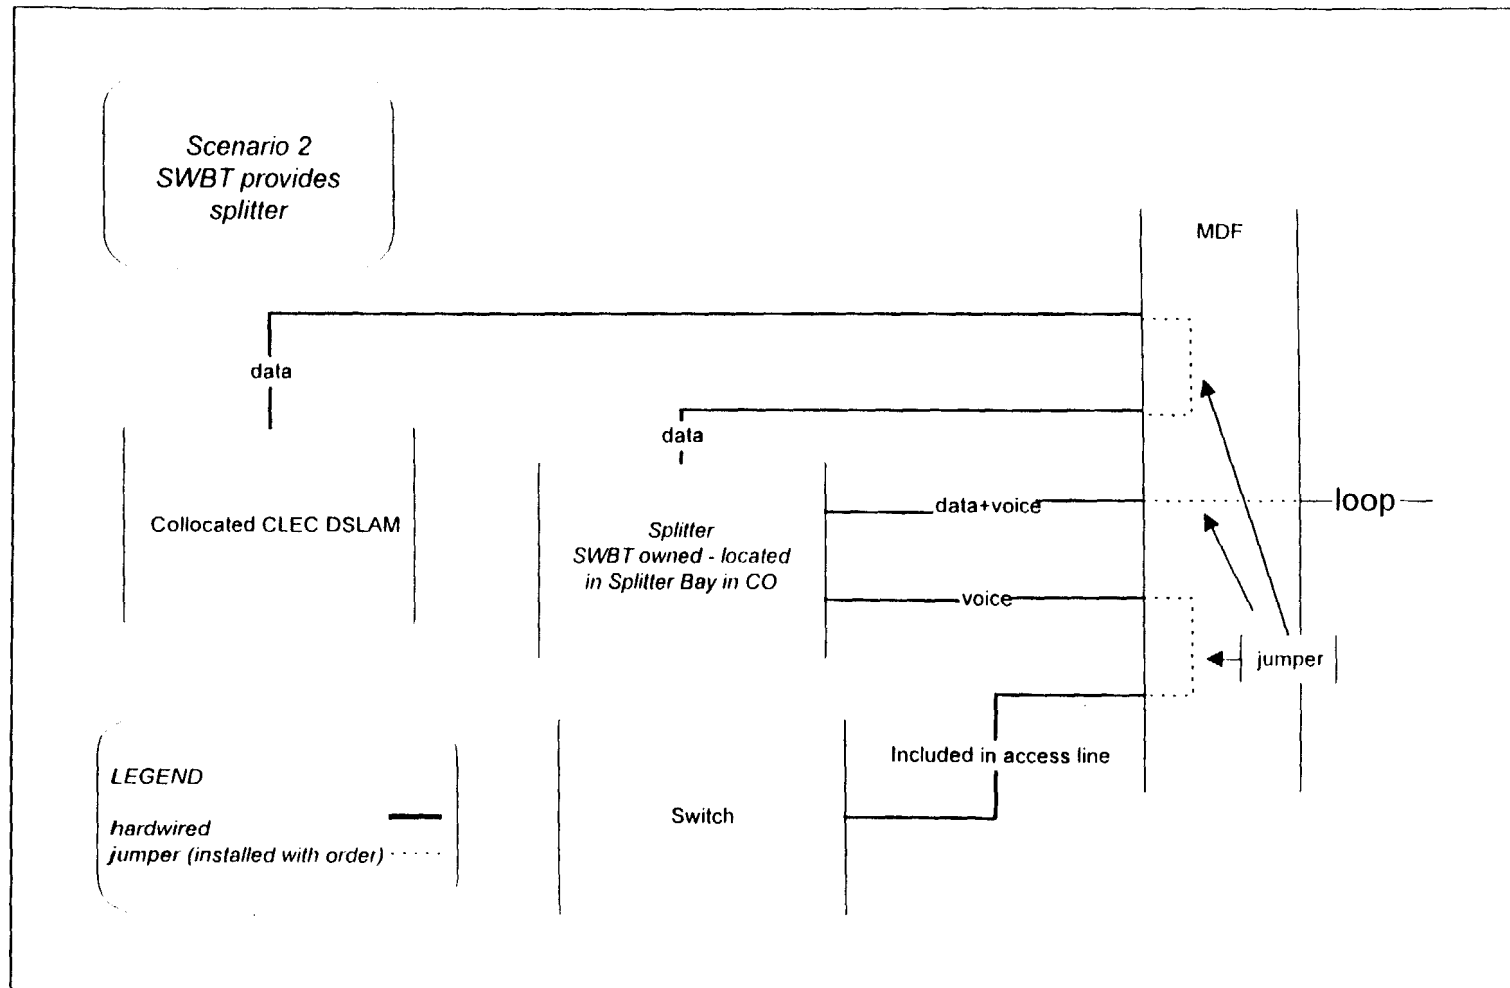 Scenario 2
SWBT provides
splitter
MDF
data
data
data+voice
loop
Collocated CLEC DSLAM
Splitter
SWBT owned - located
in Splitter Bay in CO
voice
jumper
Included in access line
LEGEND
Switch
hardwired
jumper (installed with order)